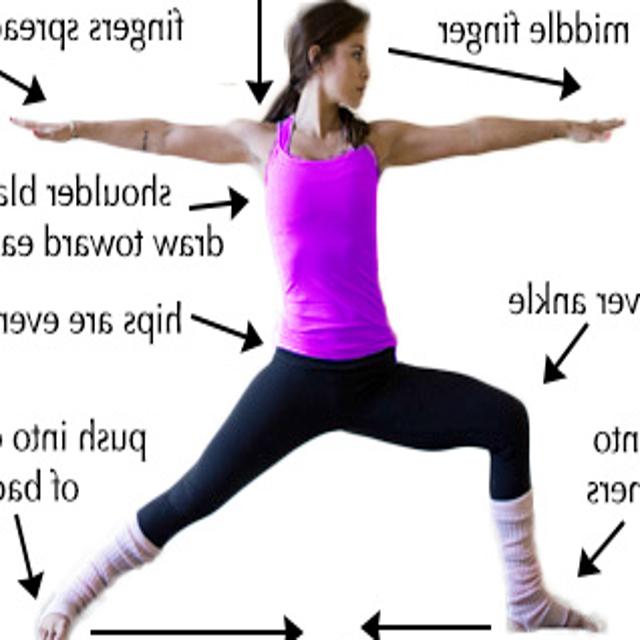 fingers sprea
middle finger
shoulder bla
draw toward ea
hips are even
ver ankle
push into
of bac
nto
ners